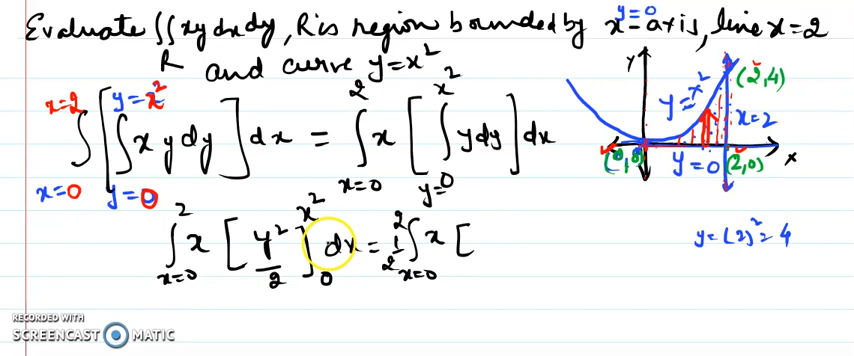 y=0
Evaluate ∫∫ xy dx dy, R is region bounded by x-axis, line x=2
R and curve y=x²
x=2 ∫ x=0 [ y=x² ∫ y=0 x y dy ] dx = 2 ∫ x=0 x [ x² ∫ y=0 y dy ] dx
2 ∫ x=0 x [ y²/2 ] x² 0 dx = 1/2 2 ∫ x=0 x [
Y
(2,4)
y=x²
x=2
(0,0) y=0 (2,0) x
y=(2)²=4
RECORDED WITH
SCREENCAST MATIC